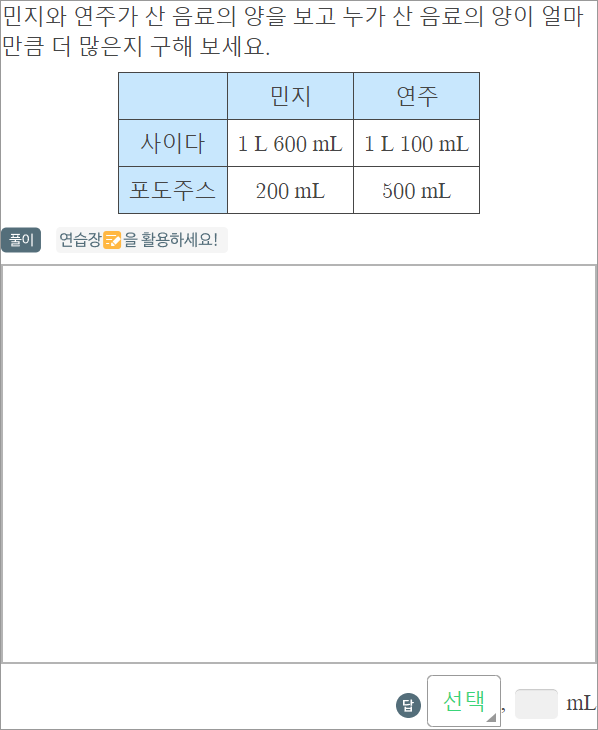 민지와 연주가 산 음료의 양을 보고 누가 산 음료의 양이 얼마
만큼 더 많은지 구해 보세요.
민지 연주
사이다 1 L 600 mL 1 L 100 mL
포도주스 200 mL 500 mL
풀이 연습장을 활용하세요!
답 선택, mL